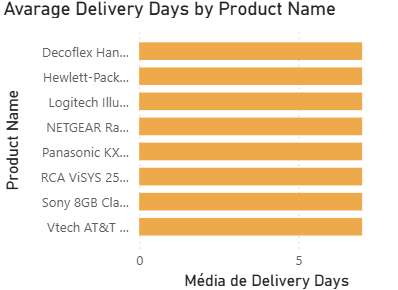 Avarage Delivery Days by Product Name
Product Name
Decoflex Han...
Hewlett-Pack...
Logitech Illu...
NETGEAR Ra...
Panasonic KX...
RCA ViSYS 25...
Sony 8GB Cla...
Vtech AT&T ...
0 5
Média de Delivery Days